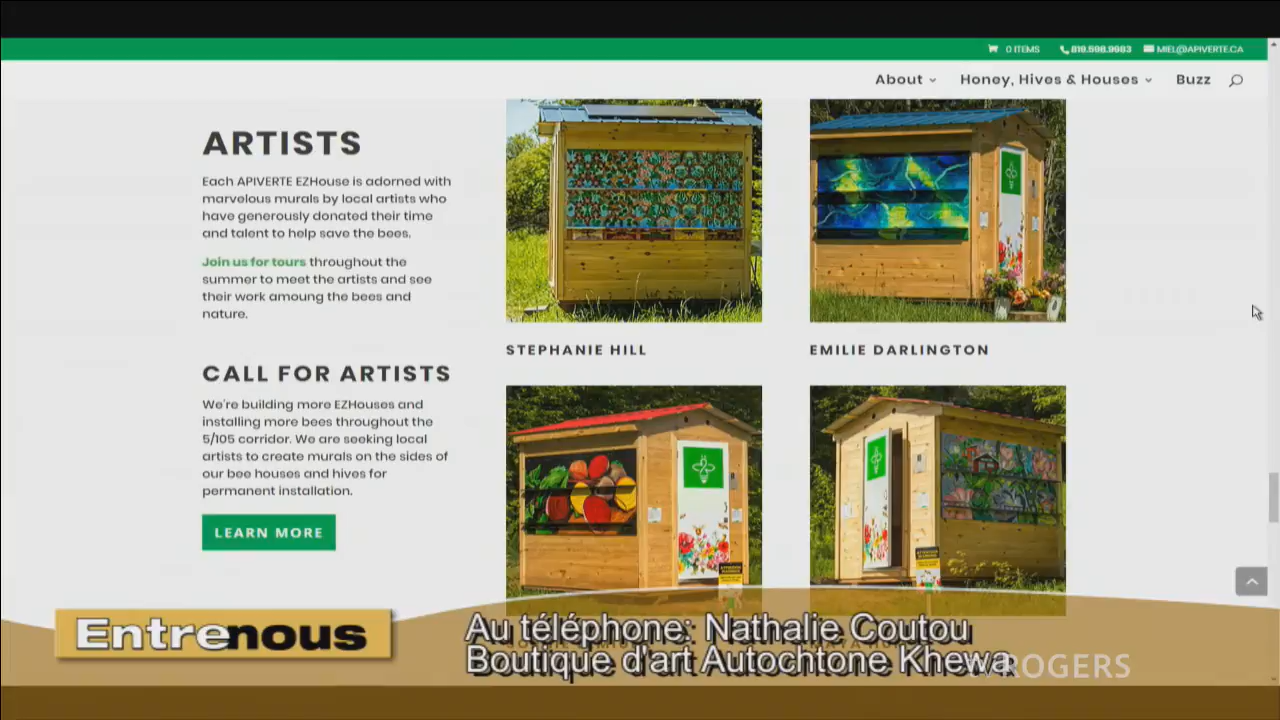 0 ITEMS 819.598.9983 MIEL@APIVERTE.CA
About Honey, Hives & Houses Buzz
ARTISTS
Each APIVERTE EZHouse is adorned with
marvelous murals by local artists who
have generously donated their time
and talent to help save the bees.
Join us for tours throughout the
summer to meet the artists and see
their work amoung the bees and
nature.
CALL FOR ARTISTS
We're building more EZHouses and
installing more bees throughout the
5/105 corridor. We are seeking local
artists to create murals on the sides of
our bee houses and hives for
permanent installation.
LEARN MORE
STEPHANIE HILL
EMILIE DARLINGTON
Entrenous
Au téléphone: Nathalie Coutou
Boutique d'art Autochtone Khewa
ROGERS